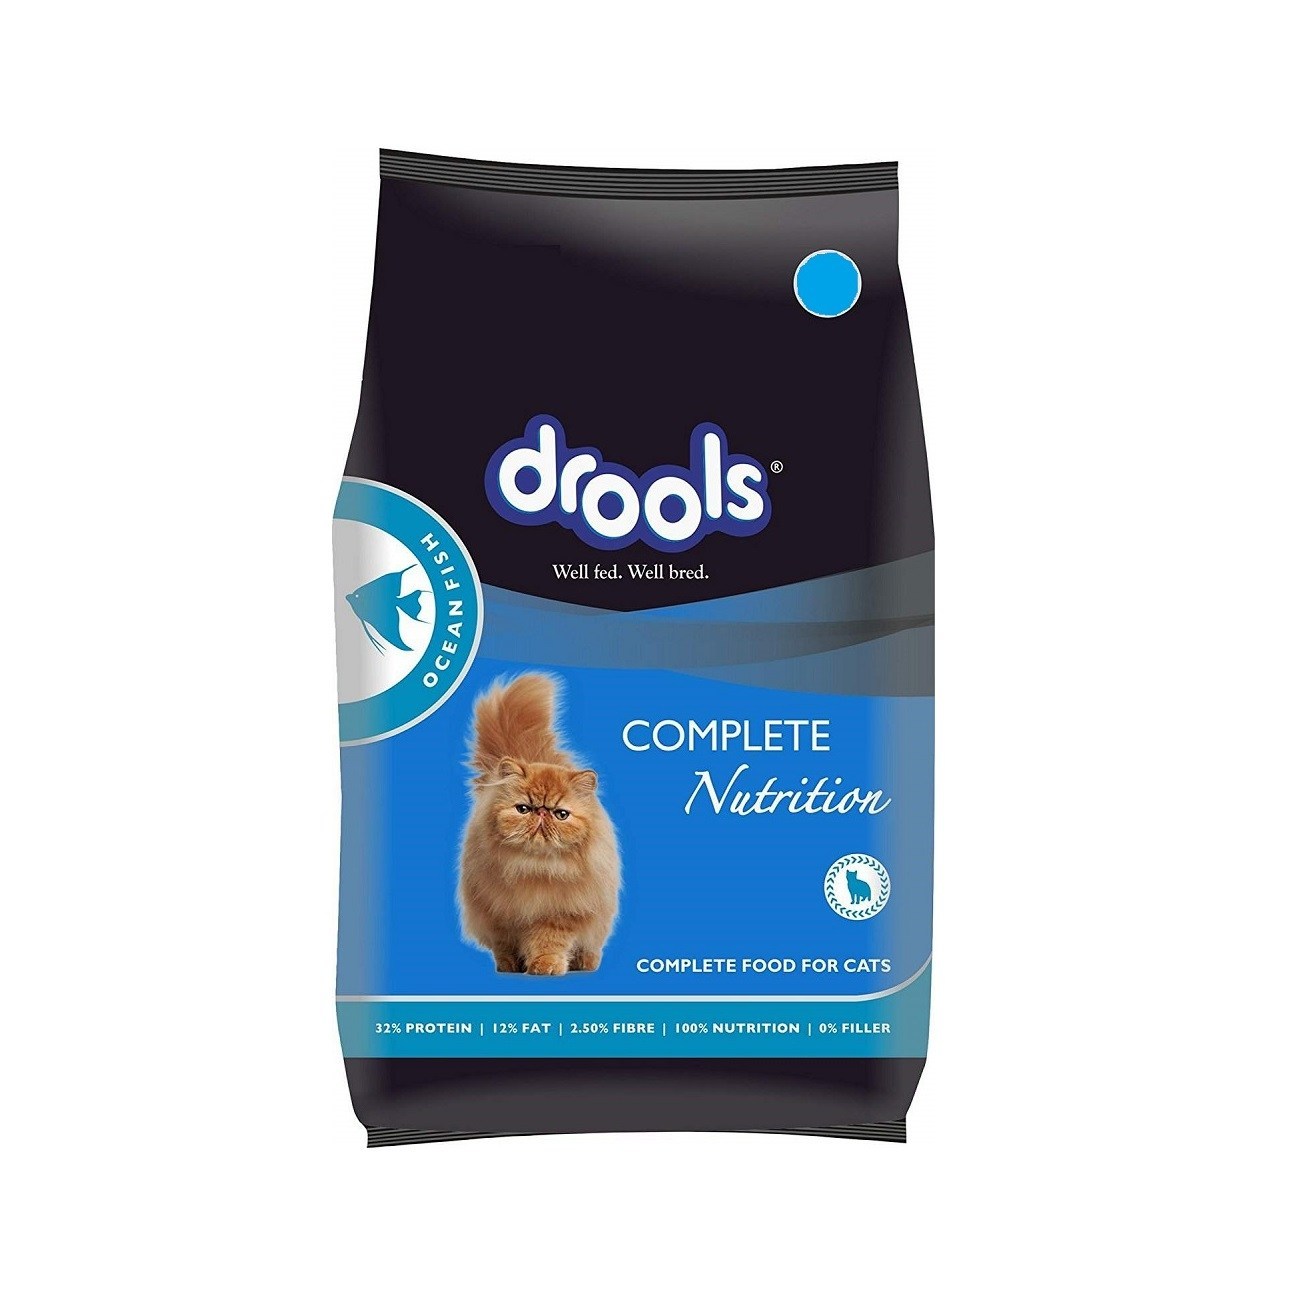 drools®
Well fed. Well bred.
OCEAN FISH
COMPLETE
Nutrition
COMPLETE FOOD FOR CATS
32% PROTEIN | 12% FAT | 2.50% FIBRE | 100% NUTRITION | 0% FILLER